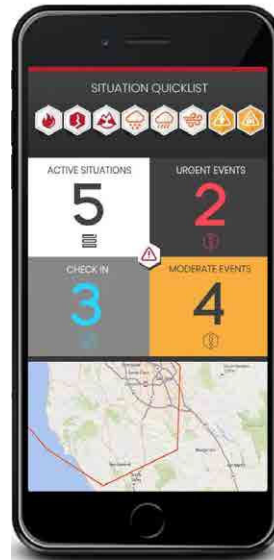 SITUATION QUICKLIST
ACTIVE SITUATIONS
5
URGENT EVENTS
2
CHECK IN
3
MODERATE EVENTS
4